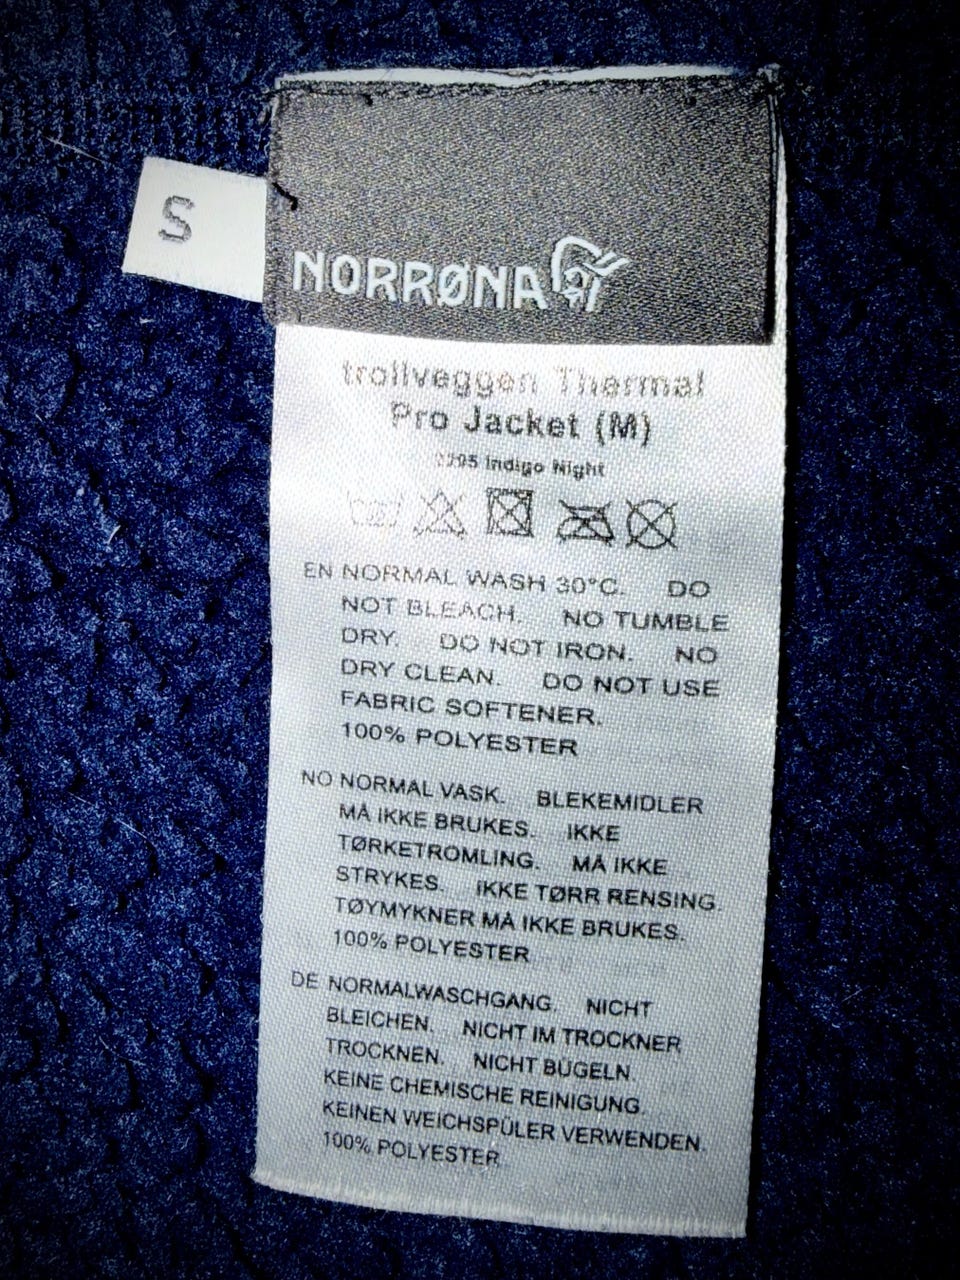 S
NORRØNA
trollveggen Thermal
Pro Jacket (M)
2295 Indigo Night
EN NORMAL WASH 30°C. DO
NOT BLEACH. NO TUMBLE
DRY. DO NOT IRON. NO
DRY CLEAN. DO NOT USE
FABRIC SOFTENER.
100% POLYESTER
NO NORMAL VASK. BLEKEMIDLER
MÅ IKKE BRUKES. IKKE
TØRKETROMLING. MÅ IKKE
STRYKES. IKKE TØRR RENSING.
TØYMYKNER MÅ IKKE BRUKES.
100% POLYESTER
DE NORMALWASCHGANG. NICHT
BLEICHEN. NICHT IM TROCKNER
TROCKNEN. NICHT BÜGELN.
KEINE CHEMISCHE REINIGUNG.
KEINEN WEICHSPÜLER VERWENDEN.
100% POLYESTER